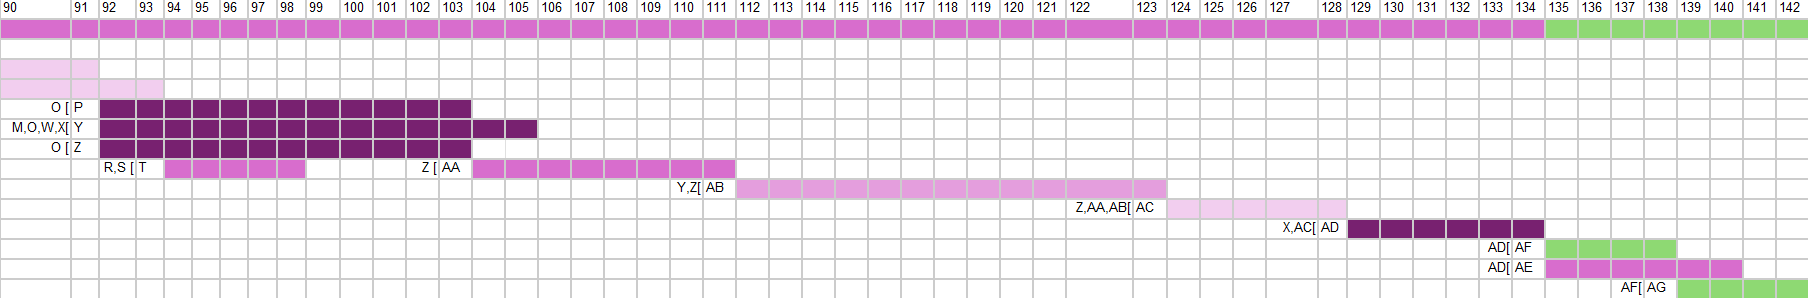 90 91 92 93 94 95 96 97 98 99 100 101 102 103 104 105 106 107 108 109 110 111 112 113 114 115 116 117 118 119 120 121 122 123 124 125 126 127 128 129 130 131 132 133 134 135 136 137 138 139 140 141 142
O [ P
M,O,W,X[ Y
O [ Z
R,S [ T Z [ AA
Y,Z[ AB
Z,AA,AB[ AC
X,AC[ AD
AD[ AF
AD[ AE
AF[ AG